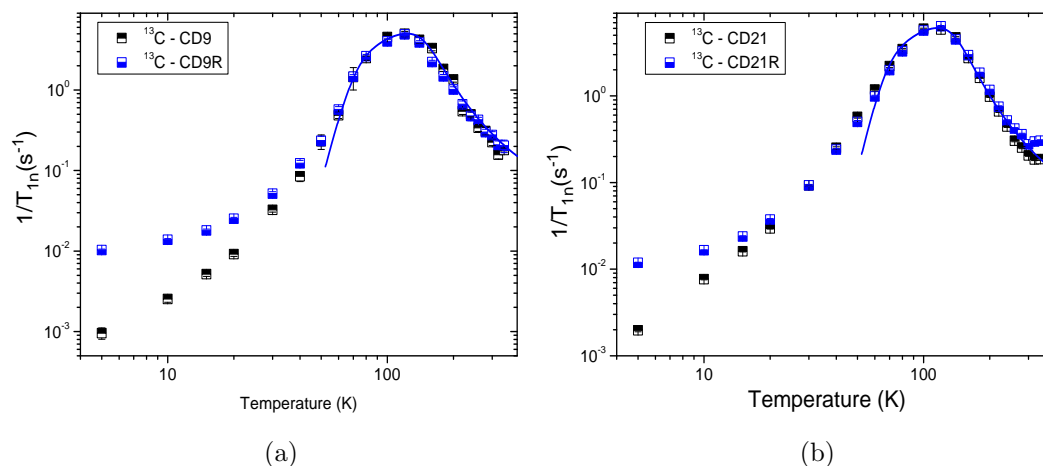 ¹³C - CD9
¹³C - CD9R
10⁰
10⁻¹
10⁻²
10⁻³
1/T₁ₙ(s⁻¹)
10
100
Temperature (K)
(a)
¹³C - CD21
¹³C - CD21R
10⁰
10⁻¹
10⁻²
10⁻³
1/T₁ₙ(s⁻¹)
10
100
Temperature (K)
(b)